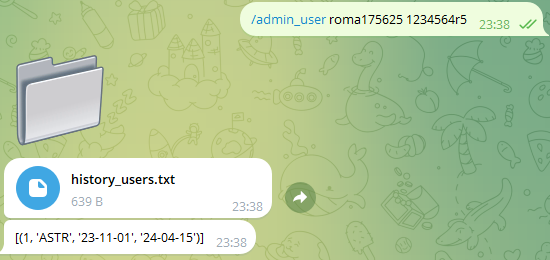 /admin_user roma175625 1234564r5 23:38
history_users.txt
639 B 23:38
[(1, 'ASTR', '23-11-01', '24-04-15')] 23:38